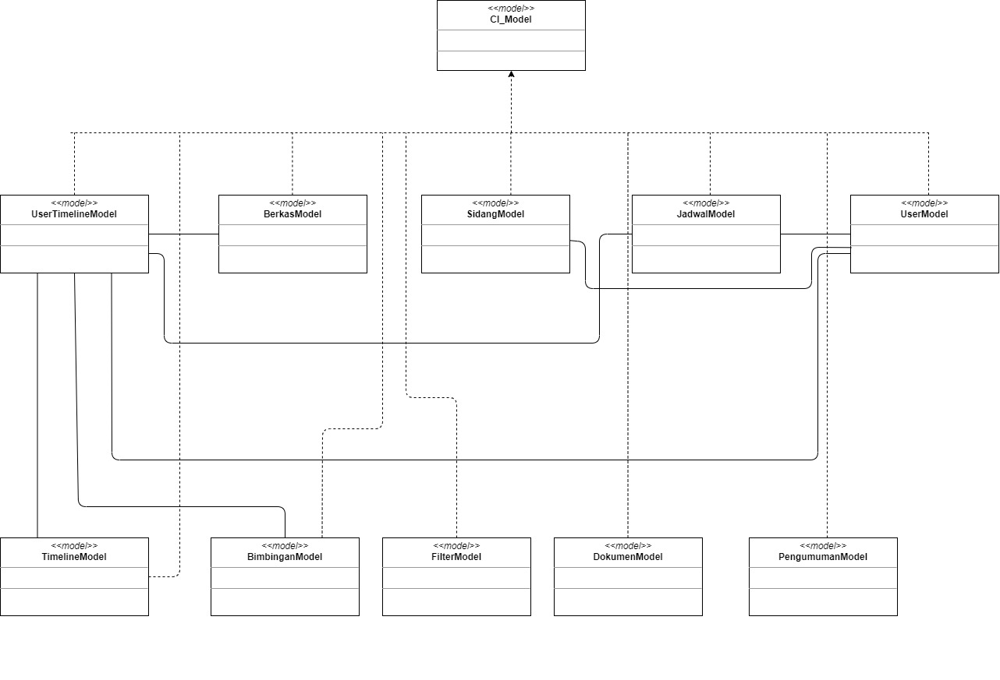 <<model>>
CI_Model
<<model>>
UserTimelineModel
<<model>>
BerkasModel
<<model>>
SidangModel
<<model>>
JadwalModel
<<model>>
UserModel
<<model>>
TimelineModel
<<model>>
BimbinganModel
<<model>>
FilterModel
<<model>>
DokumenModel
<<model>>
PengumumanModel